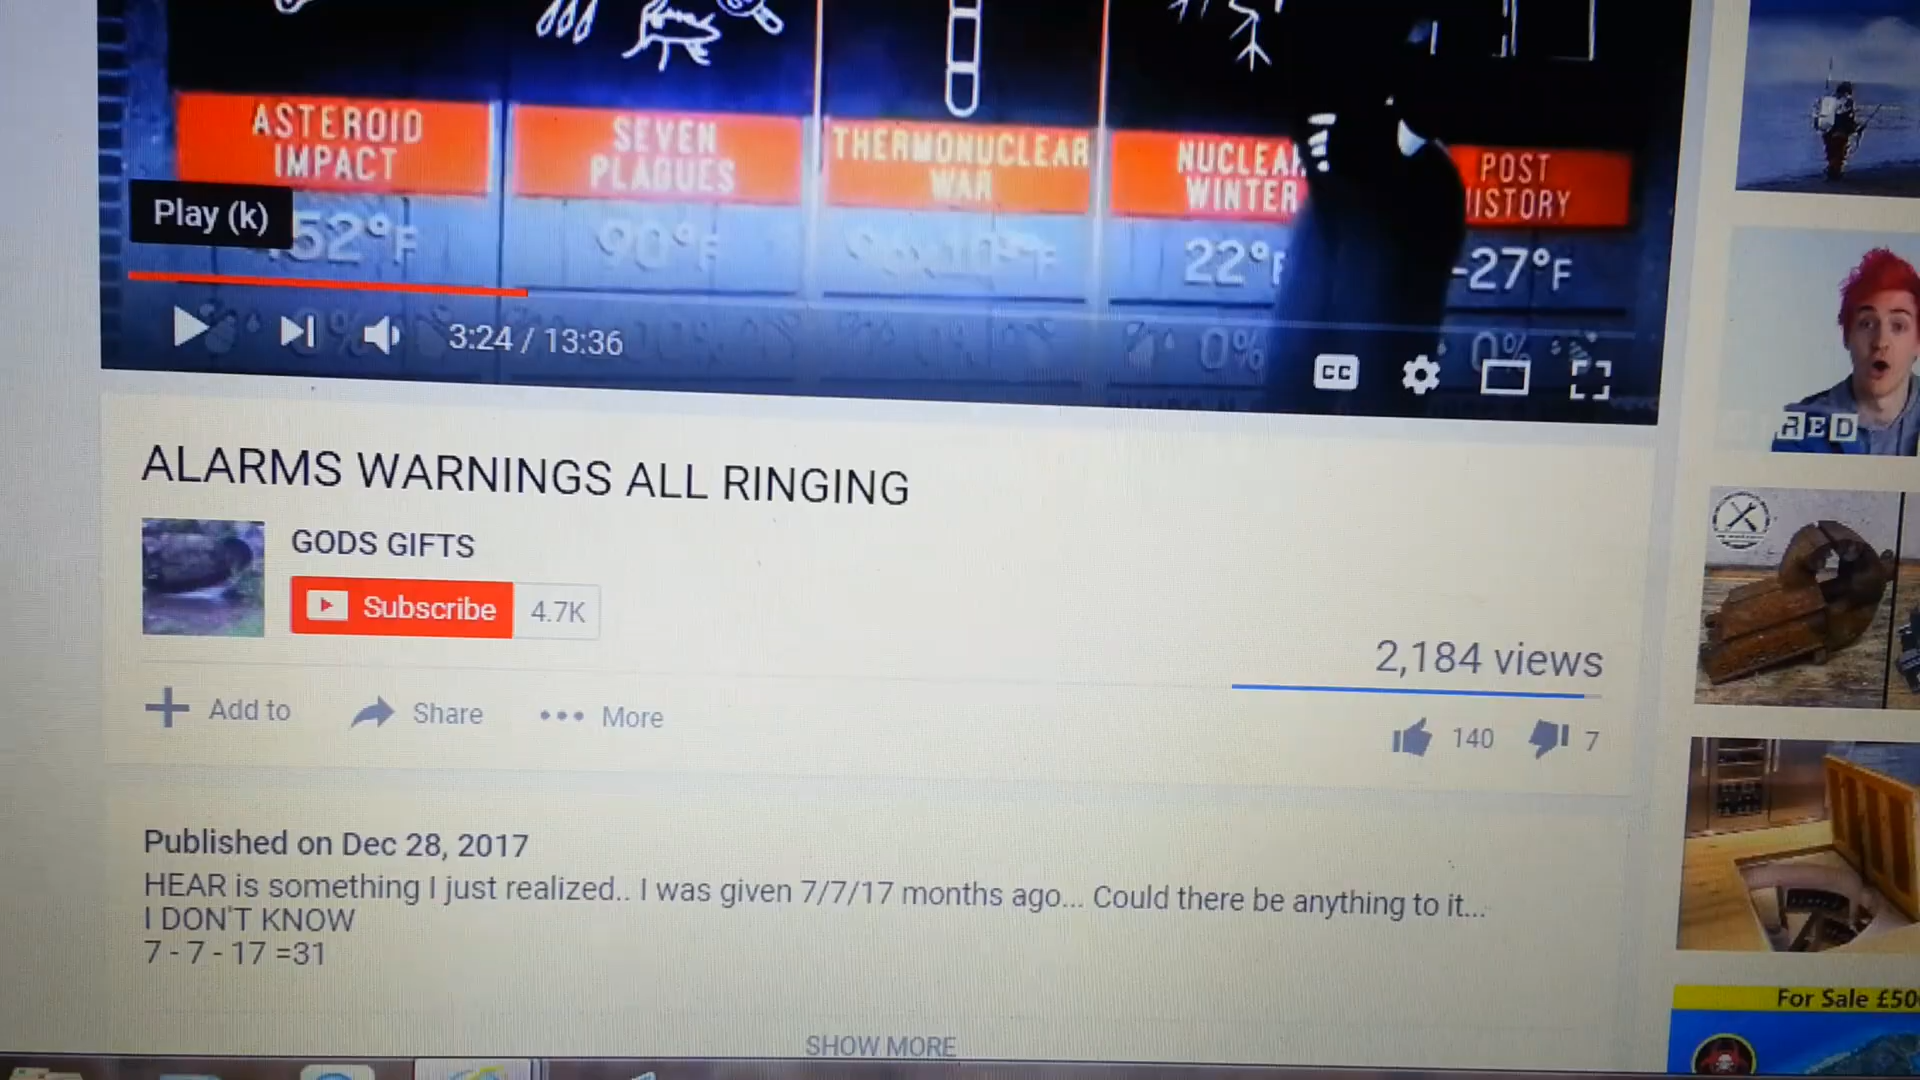 ASTEROID
IMPACT
SEVEN
PLAGUES
THERMONUCLEAR
WAR
NUCLEAR
WINTER
POST
HISTORY
Play (k)
52°F
90°F
22°F
-27°F
0%
0%
3:24 / 13:36
CC
ALARMS WARNINGS ALL RINGING
GODS GIFTS
Subscribe 4.7K
2,184 views
Add to Share More
140 7
Published on Dec 28, 2017
HEAR is something I just realized.. I was given 7/7/17 months ago... Could there be anything to it...
I DON'T KNOW
7 - 7 - 17 =31
SHOW MORE
RED
For Sale £50